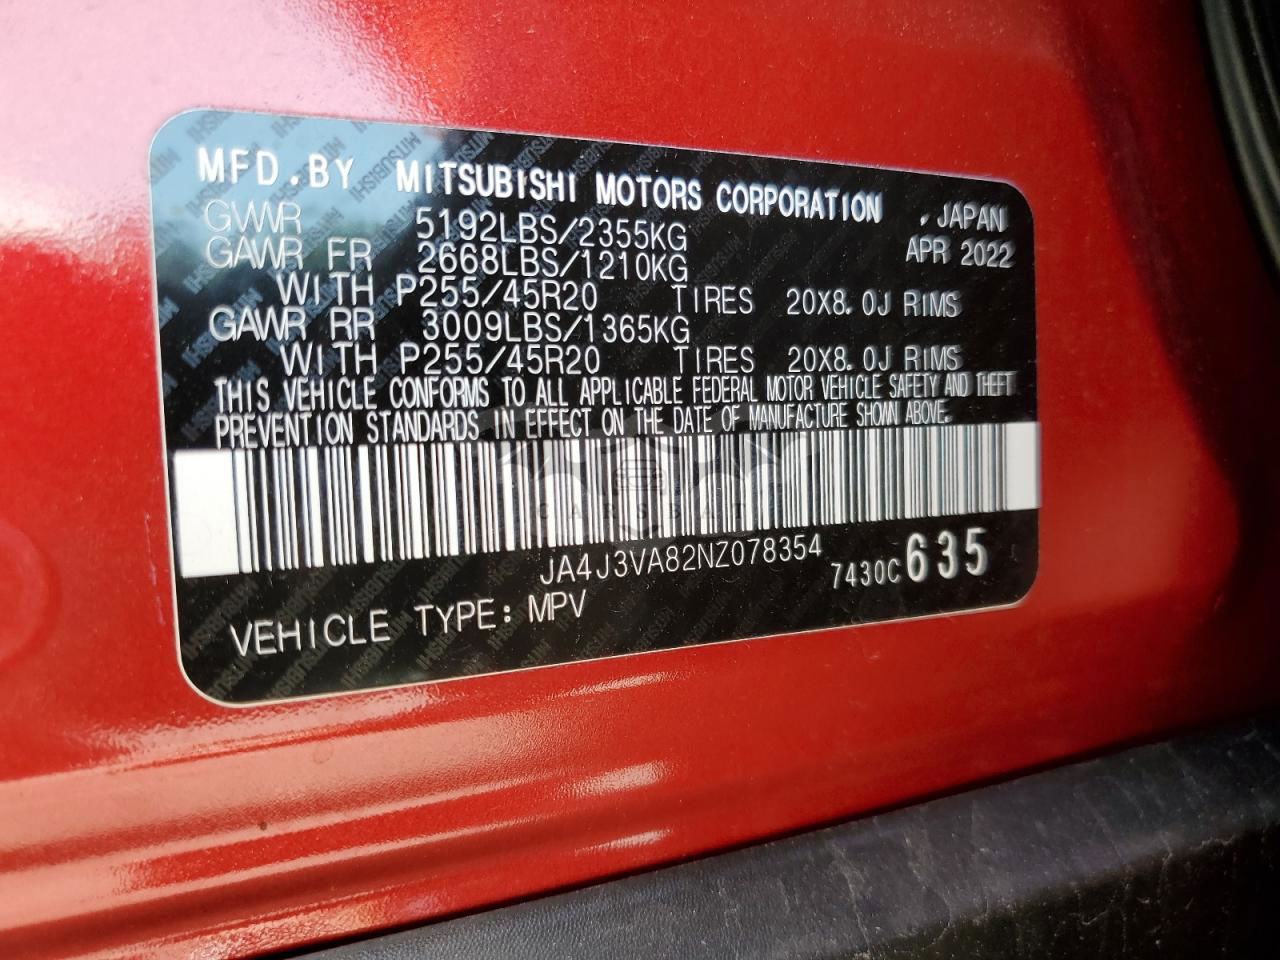 MFD.BY MITSUBISHI MOTORS CORPORATION , JAPAN
GVWR 5192LBS/2355KG APR 2022
GAWR FR 2668LBS/1210KG
WITH P255/45R20 TIRES 20X8.0J RIMS
GAWR RR 3009LBS/1365KG
WITH P255/45R20 TIRES 20X8.0J RIMS
THIS VEHICLE CONFORMS TO ALL APPLICABLE FEDERAL MOTOR VEHICLE SAFETY AND THEFT
PREVENTION STANDARDS IN EFFECT ON THE DATE OF MANUFACTURE SHOWN ABOVE.
CARSBAT
JA4J3VA82NZ078354 7430C 635
VEHICLE TYPE: MPV